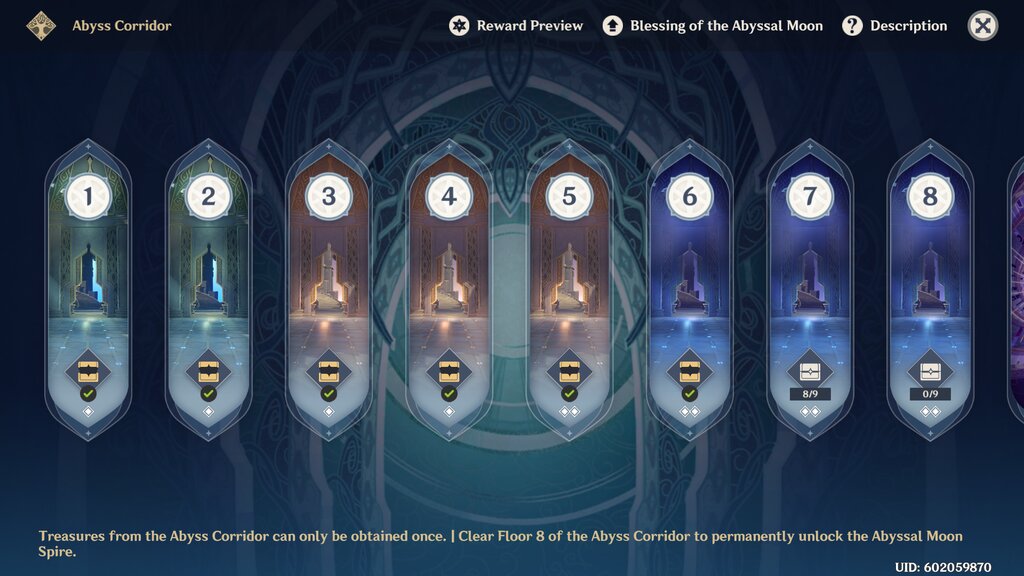 Abyss Corridor
Reward Preview
Blessing of the Abyssal Moon
? Description
1
2
3
4
5
6
7
8
8/9
0/9
Treasures from the Abyss Corridor can only be obtained once. | Clear Floor 8 of the Abyss Corridor to permanently unlock the Abyssal Moon
Spire.
UID: 602059870